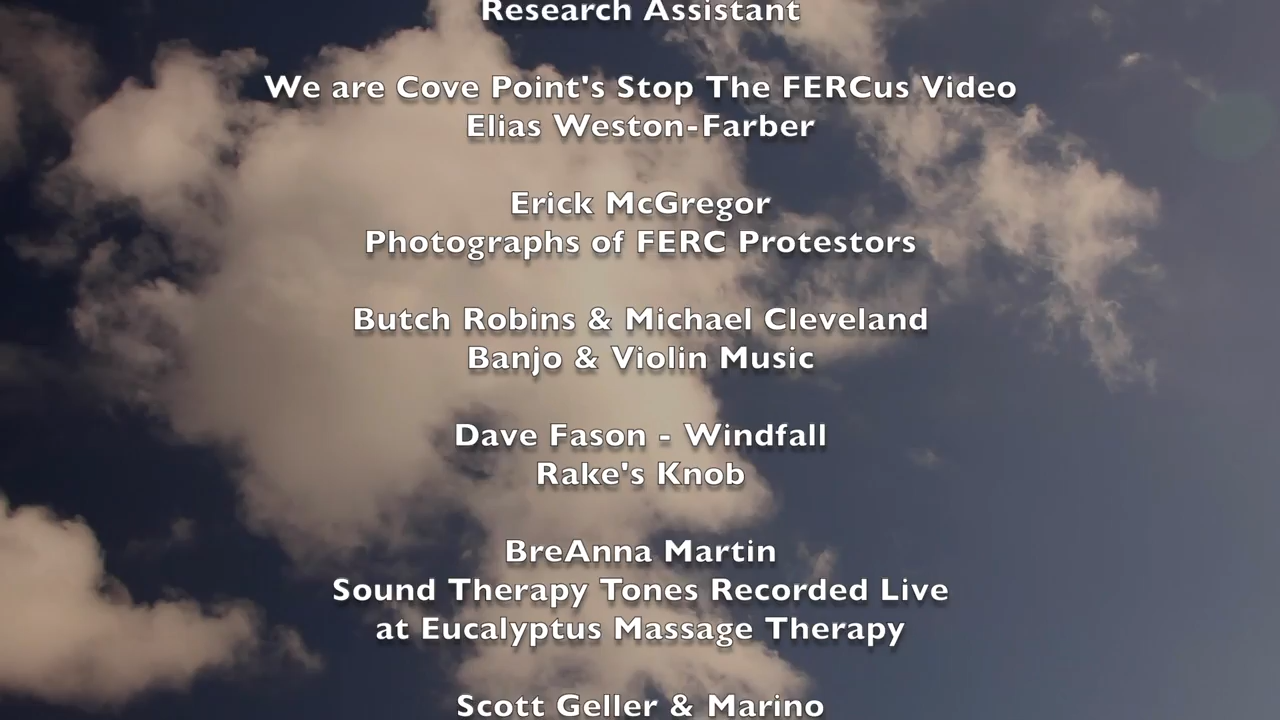 Research Assistant
We are Cove Point's Stop The FERCus Video
Elias Weston-Farber
Erick McGregor
Photographs of FERC Protestors
Butch Robins & Michael Cleveland
Banjo & Violin Music
Dave Fason - Windfall
Rake's Knob
BreAnna Martin
Sound Therapy Tones Recorded Live
at Eucalyptus Massage Therapy
Scott Geller & Marino